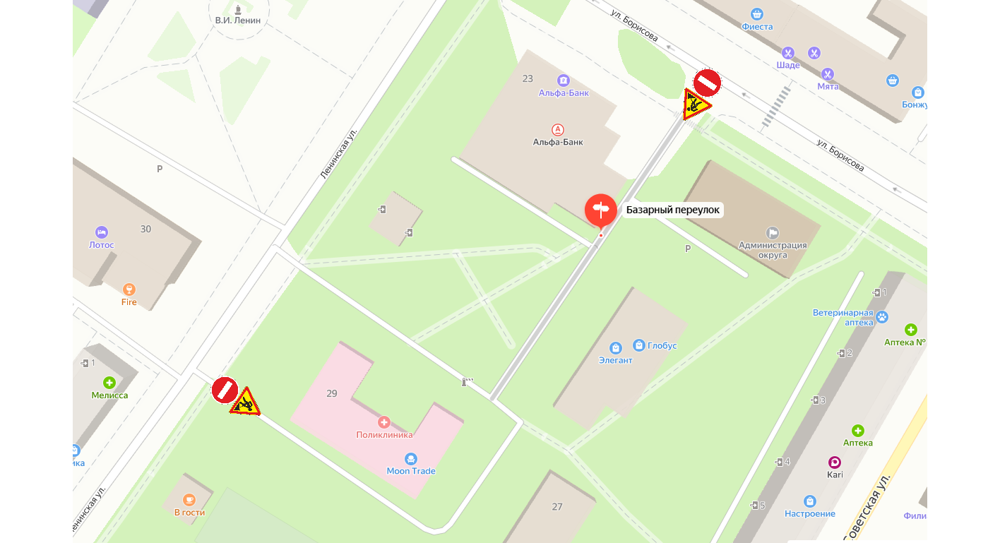 В.И. Ленин
ул. Борисова
Фиеста
Шаде
Мята
Бонжу
23
Альфа-Банк
Альфа-Банк
Ленинская ул.
ул. Борисова
P
Базарный переулок
30
Лотос
Администрация
округа
P
Fire
1
Ветеринарная
аптека
Аптека №
1
Мелисса
Глобус
Элегант
2
29
3
Поликлиника
Аптека
ика
Moon Trade
4
Kari
Ленинская ул.
В гости
27
5
Настроение
Советская ул.
Фили